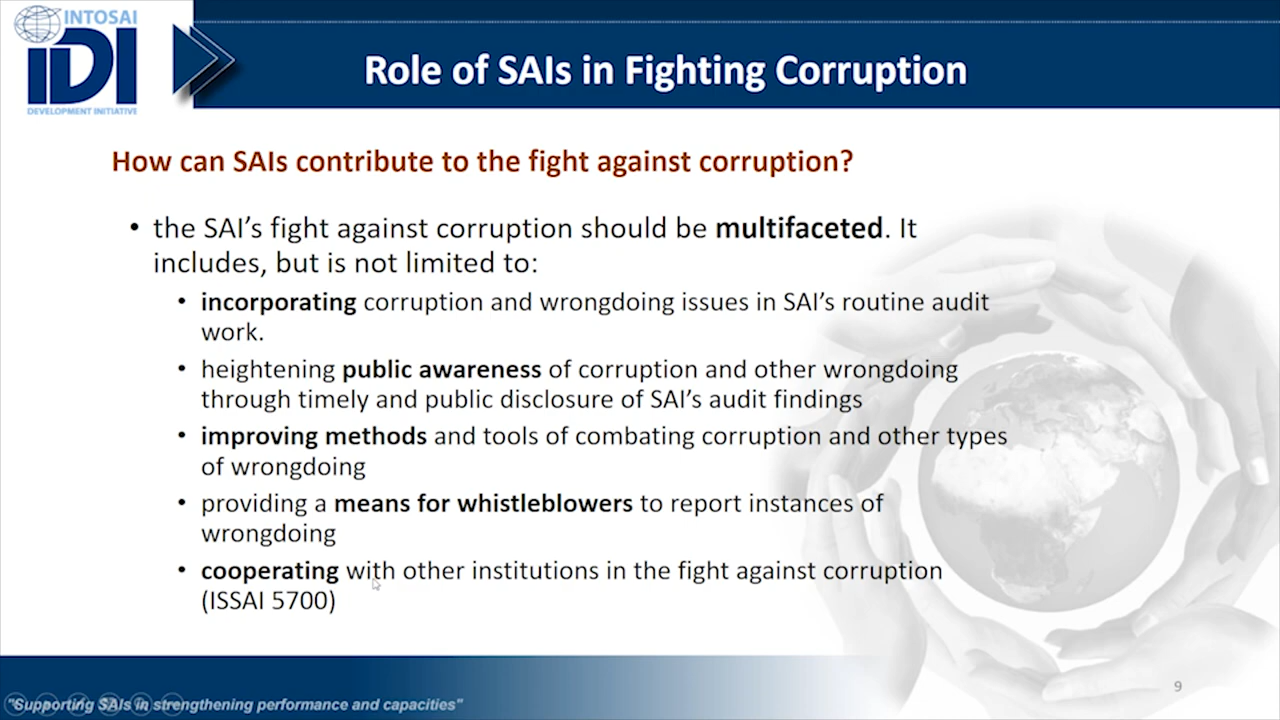 INTOSAI
IDI
DEVELOPMENT INITIATIVE
Role of SAIs in Fighting Corruption
How can SAIs contribute to the fight against corruption?
• the SAI’s fight against corruption should be multifaceted. It
includes, but is not limited to:
• incorporating corruption and wrongdoing issues in SAI’s routine audit
work.
• heightening public awareness of corruption and other wrongdoing
through timely and public disclosure of SAI’s audit findings
• improving methods and tools of combating corruption and other types
of wrongdoing
• providing a means for whistleblowers to report instances of
wrongdoing
• cooperating with other institutions in the fight against corruption
(ISSAI 5700)
9
"Supporting SAIs in strengthening performance and capacities"